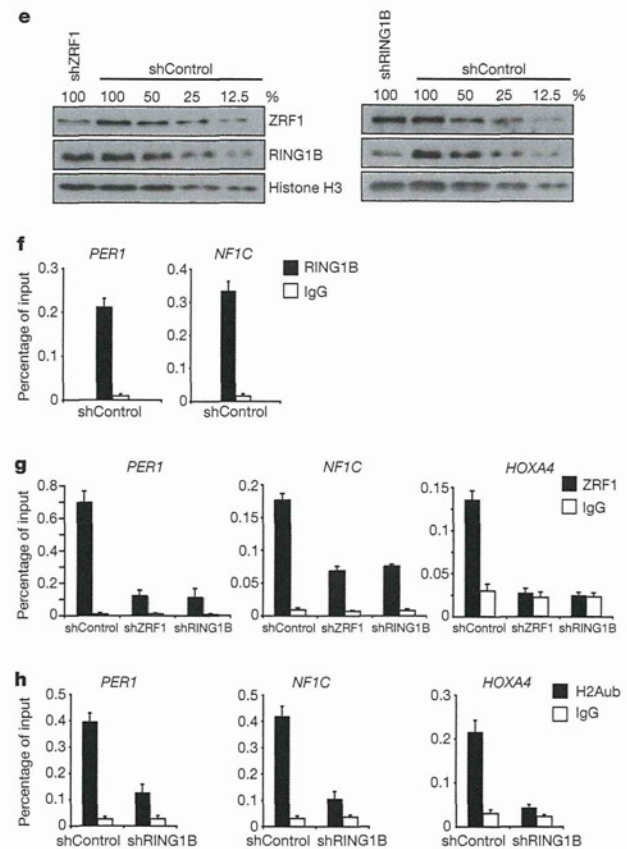 e
shZRF1 shControl
100 100 50 25 12.5 %
ZRF1
RING1B
Histone H3
shRING1B shControl
100 100 50 25 12.5 %
f
PER1
Percentage of input
0.3
0.2
0.1
0
shControl
NF1C
0.4
0.3
0.2
0.1
0
shControl
RING1B
IgG
g
PER1
Percentage of input
0.8
0.6
0.4
0.2
0
shControl shZRF1 shRING1B
NF1C
0.2
0.15
0.1
0.05
0
shControl shZRF1 shRING1B
HOXA4
0.15
0.1
0.05
0
shControl shZRF1 shRING1B
ZRF1
IgG
h
PER1
Percentage of input
0.5
0.4
0.3
0.2
0.1
0
shControl shRING1B
NF1C
0.5
0.4
0.3
0.2
0.1
0
shControl shRING1B
HOXA4
0.3
0.2
0.1
0
shControl shRING1B
H2Aub
IgG